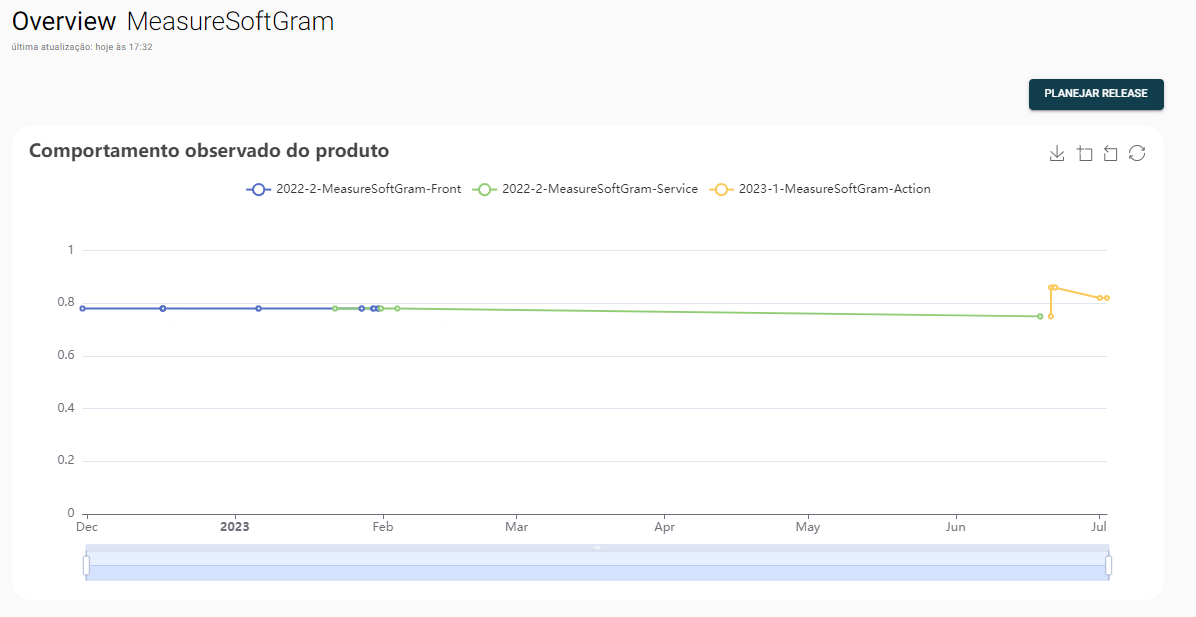 Overview MeasureSoftGram
última atualização: hoje às 17:32
PLANEJAR RELEASE
Comportamento observado do produto
2022-2-MeasureSoftGram-Front 2022-2-MeasureSoftGram-Service 2023-1-MeasureSoftGram-Action
1
0.8
0.6
0.4
0.2
0
Dec 2023 Feb Mar Apr May Jun Jul